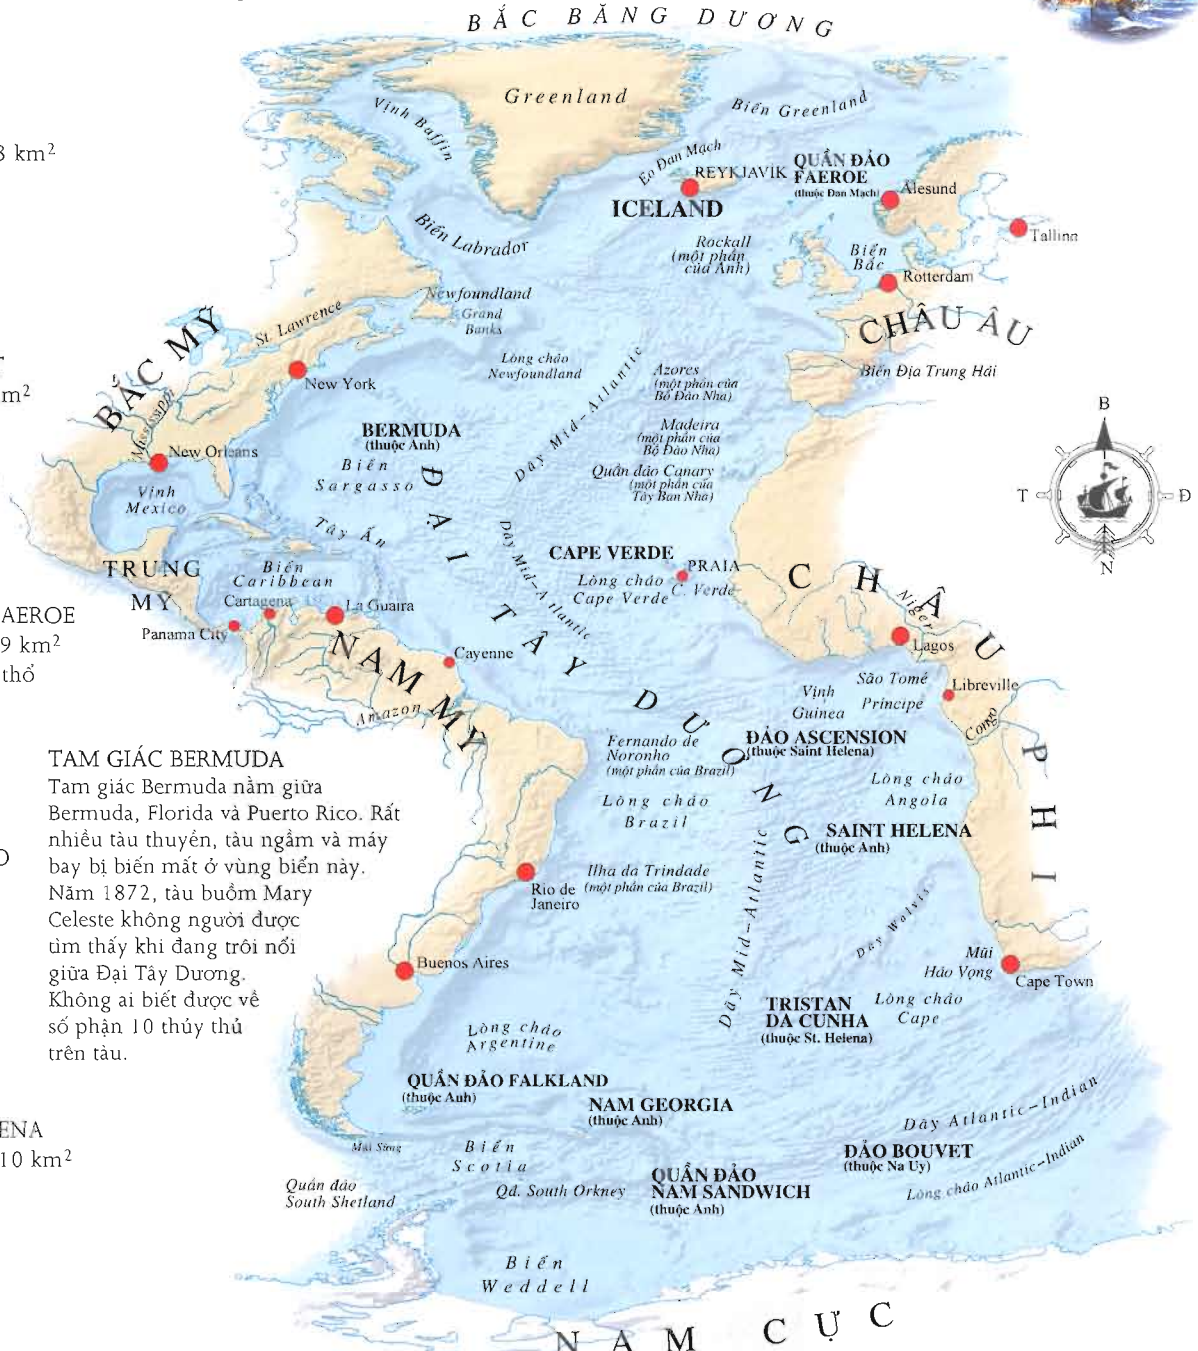 BẮC BĂNG DƯƠNG
Greenland
Vịnh Baffin
Biển Greenland
8 km²
Eo Đan Mạch
REYKJAVIK
QUẦN ĐẢO
FAEROE
(thuộc Đan Mạch)
Ålesund
ICELAND
Tallinn
Biển Labrador
Rockall
(một phần
của Anh)
Biển
Bắc
Rotterdam
Newfoundland
Grand
Banks
St. Lawrence
BẮC MỸ
CHÂU ÂU
New York
Lòng chảo
Newfoundland
Dãy Mid-Atlantic
Azores
(một phần của
Bồ Đào Nha)
Biển Địa Trung Hải
m²
Mississippi
New Orleans
BERMUDA
(thuộc Anh)
Madeira
(một phần của
Bồ Đào Nha)
B
T
Đ
N
Biển
Sargasso
Quần đảo Canary
(một phần của
Tây Ban Nha)
Vịnh
Mexico
ĐẠI TÂY DƯƠNG
Tây Ấn
Dãy Mid-Atlantic
CAPE VERDE
PRAIA
Lòng chảo
Cape Verde
C. Verde
CHÂU PHI
TRUNG
MỸ
Biển
Caribbean
Cartagena
La Guaira
Panama City
Niger
Lagos
AEROE
9 km²
thổ
NAM MỸ
Cayenne
Amazon
São Tomé
Príncipé
Libreville
Vịnh
Guinea
Congo
Fernando de
Noronho
(một phần của Brazil)
ĐẢO ASCENSION
(thuộc Saint Helena)
TAM GIÁC BERMUDA
Tam giác Bermuda nằm giữa
Bermuda, Florida và Puerto Rico. Rất
nhiều tàu thuyền, tàu ngầm và máy
bay bị biến mất ở vùng biển này.
Năm 1872, tàu buồm Mary
Celeste không người được
tìm thấy khi đang trôi nổi
giữa Đại Tây Dương.
Không ai biết được về
số phận 10 thủy thủ
trên tàu.
Lòng chảo
Brazil
Lòng chảo
Angola
SAINT HELENA
(thuộc Anh)
Ilha da Trindade
(một phần của Brazil)
Rio de
Janeiro
Dãy Mid-Atlantic
Dãy Walvis
Buenos Aires
Mũi
Hảo Vọng
Cape Town
TRISTAN
DA CUNHA
(thuộc St. Helena)
Lòng chảo
Cape
Lòng chảo
Argentine
QUẦN ĐẢO FALKLAND
(thuộc Anh)
NAM GEORGIA
(thuộc Anh)
Dãy Atlantic-Indian
ENA
10 km²
Mũi Sừng
Biển
Scotia
ĐẢO BOUVET
(thuộc Na Uy)
Lòng chảo Atlantic-Indian
Quần đảo
South Shetland
Qd. South Orkney
QUẦN ĐẢO
NAM SANDWICH
(thuộc Anh)
Biển
Weddell
NAM CỰC